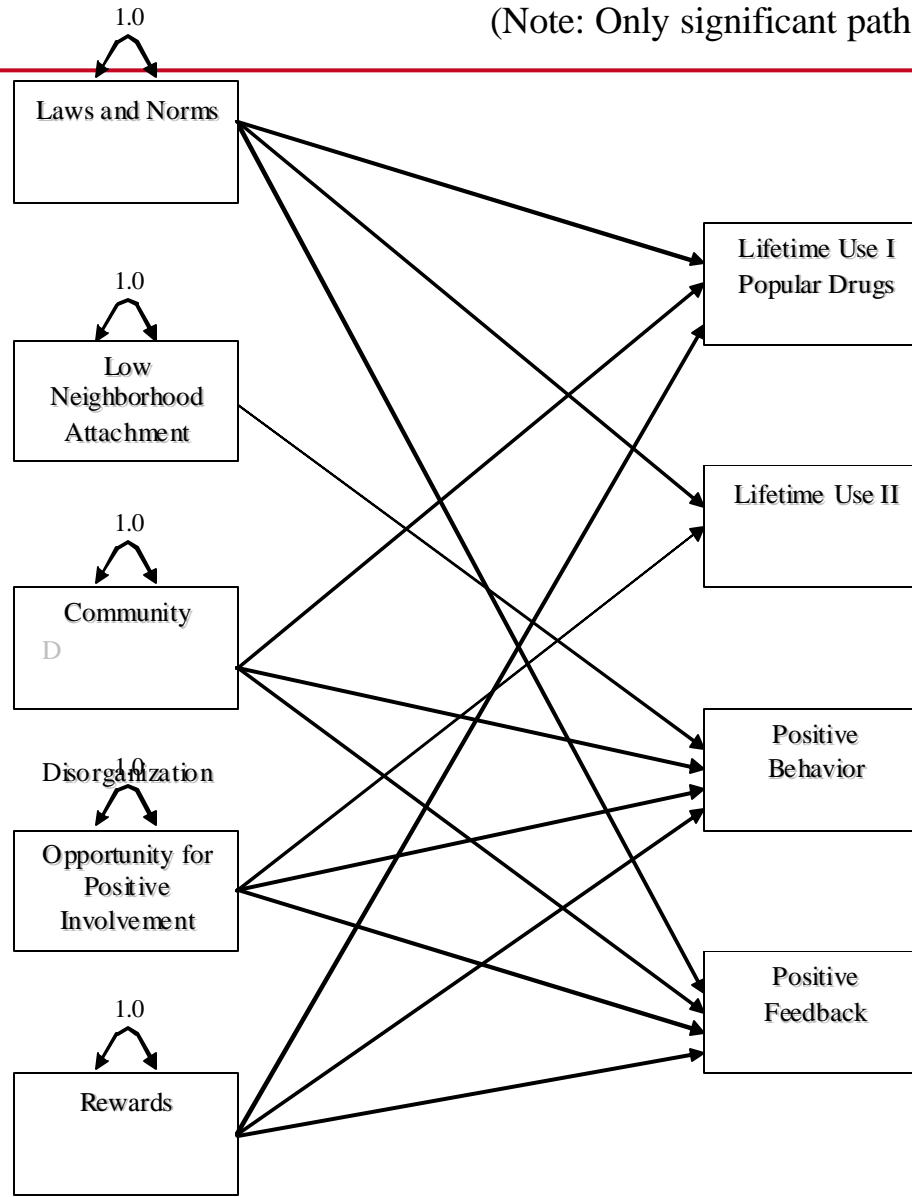 (Note: Only significant path
1.0
Laws and Norms
1.0
Low
Neighborhood
Attachment
1.0
Community
D
Disorganization
1.0
Opportunity for
Positive
Involvement
1.0
Rewards
Lifetime Use I
Popular Drugs
Lifetime Use II
Positive
Behavior
Positive
Feedback